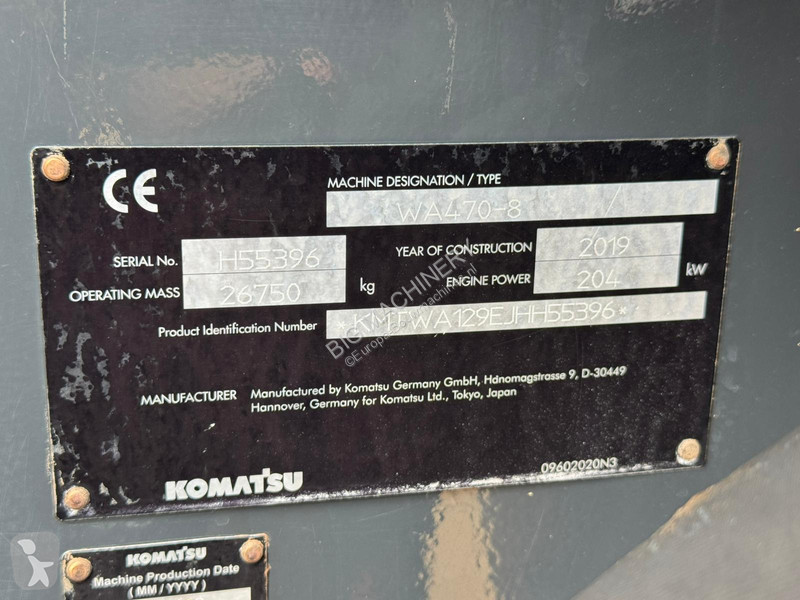 CE
MACHINE DESIGNATION / TYPE
WA470-8 /
SERIAL No. H55396
YEAR OF CONSTRUCTION 2019
OPERATING MASS 26750 kg
ENGINE POWER 204 kW
Product Identification Number *KMTWA129EJHH55396*
MANUFACTURER Manufactured by Komatsu Germany GmbH, Hanomagstrasse 9, D-30449
Hannover, Germany for Komatsu Ltd., Tokyo, Japan
KOMATSU
09602020N3
BIG MACHINERY
KOMATSU
Machine Production Date
( MM / YYYY )